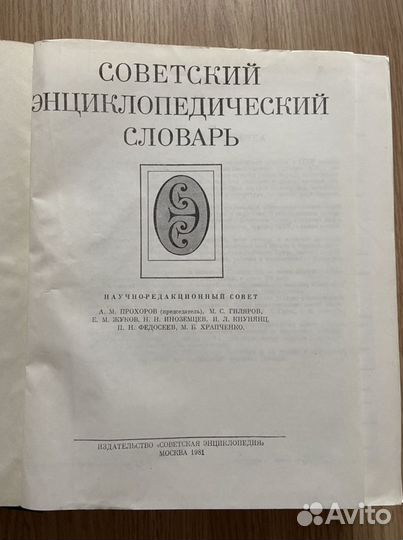 СОВЕТСКИЙ
ЭНЦИКЛОПЕДИЧЕСКИЙ
СЛОВАРЬ
НАУЧНО-РЕДАКЦИОННЫЙ СОВЕТ
А. М. ПРОХОРОВ (председатель), М. С. ГИЛЯРОВ,
Е. М. ЖУКОВ, Н. Н. ИНОЗЕМЦЕВ, И. Л. КНУНЯНЦ,
П. Н. ФЕДОСЕЕВ, М. Б. ХРАПЧЕНКО.
ИЗДАТЕЛЬСТВО «СОВЕТСКАЯ ЭНЦИКЛОПЕДИЯ»
МОСКВА 1981
Avito